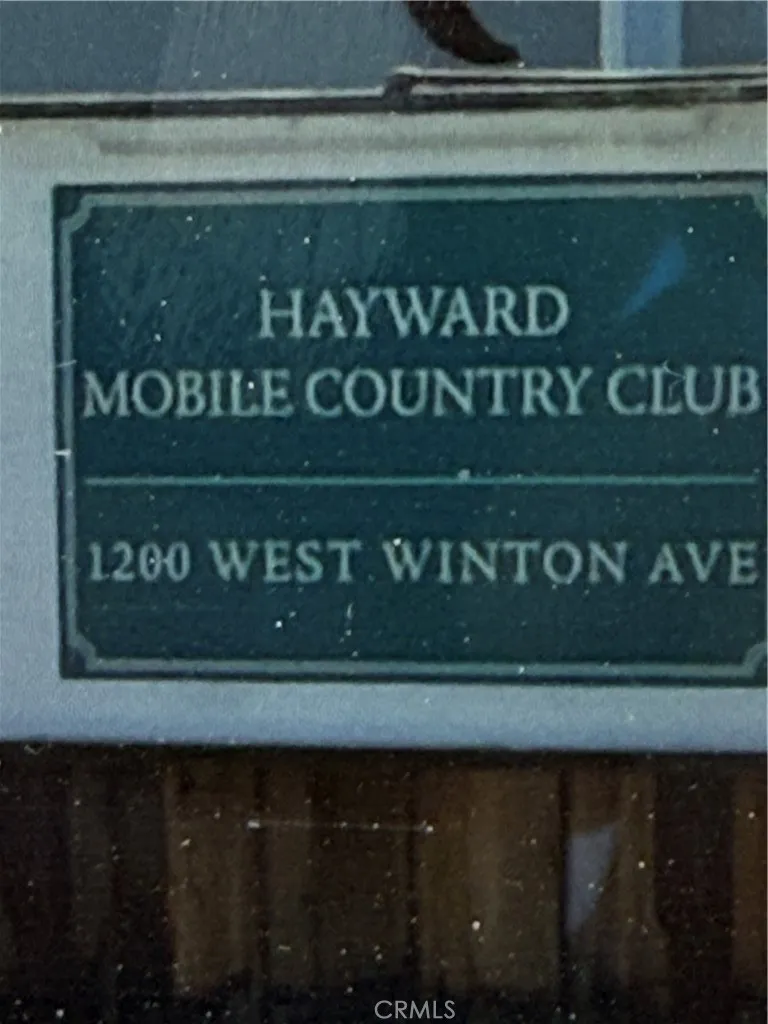 HAYWARD
MOBILE COUNTRY CLUB
1200 WEST WINTON AVE
CRMLS